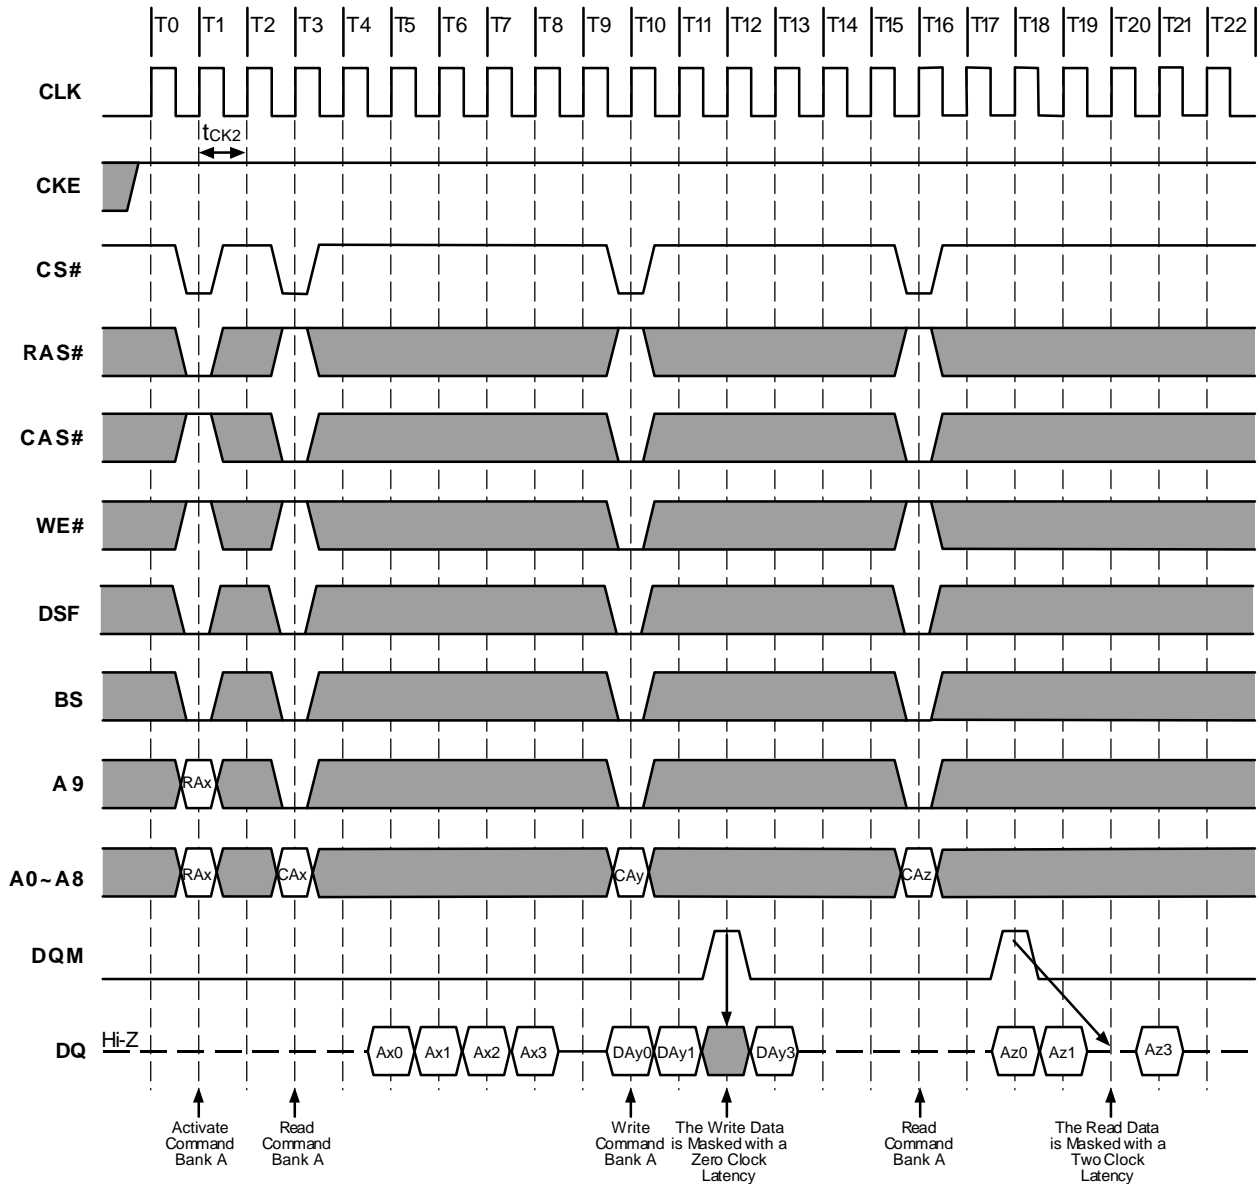 T0 T1 T2 T3 T4 T5 T6 T7 T8 T9 T10 T11 T12 T13 T14 T15 T16 T17 T18 T19 T20 T21 T22
CLK
tCK2
CKE
CS#
RAS#
CAS#
WE#
DSF
BS
A9
RAx
A0~A8
RAx CAx CAy CAz
DQM
DQ
Hi-Z
Ax0 Ax1 Ax2 Ax3 DAy0 DAy1 DAy3 Az0 Az1 Az3
Activate
Command
Bank A
Read
Command
Bank A
Write
Command
Bank A
The Write Data
is Masked with a
Zero Clock
Latency
Read
Command
Bank A
The Read Data
is Masked with a
Two Clock
Latency